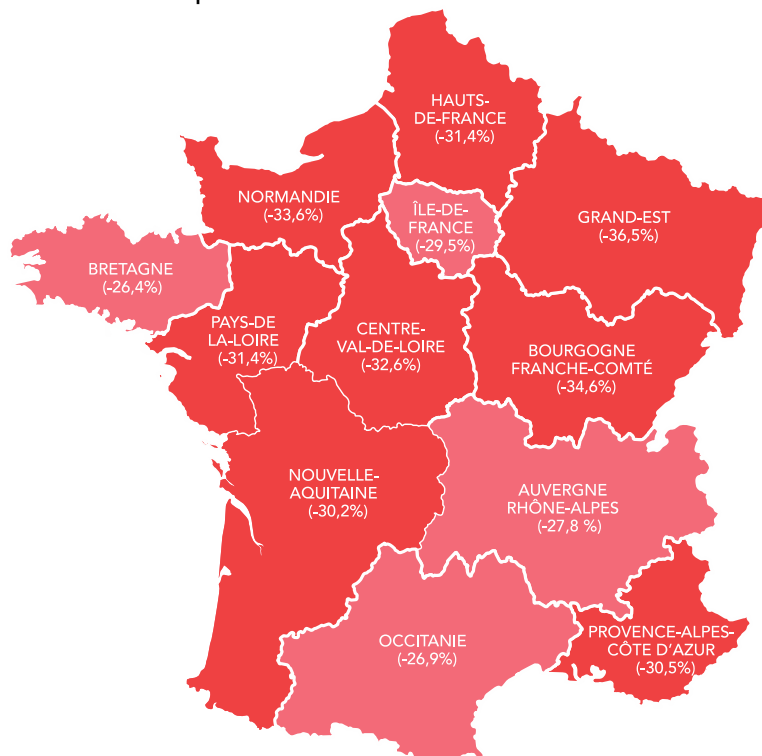 HAUTS-
DE-FRANCE
(-31,4%)
NORMANDIE
(-33,6%)
ÎLE-DE-
FRANCE
(-29,5%)
GRAND-EST
(-36,5%)
BRETAGNE
(-26,4%)
PAYS-DE
LA-LOIRE
(-31,4%)
CENTRE-
VAL-DE-LOIRE
(-32,6%)
BOURGOGNE
FRANCHE-COMTÉ
(-34,6%)
NOUVELLE-
AQUITAINE
(-30,2%)
AUVERGNE
RHÔNE-ALPES
(-27,8 %)
OCCITANIE
(-26,9%)
PROVENCE-ALPES-
CÔTE D'AZUR
(-30,5%)